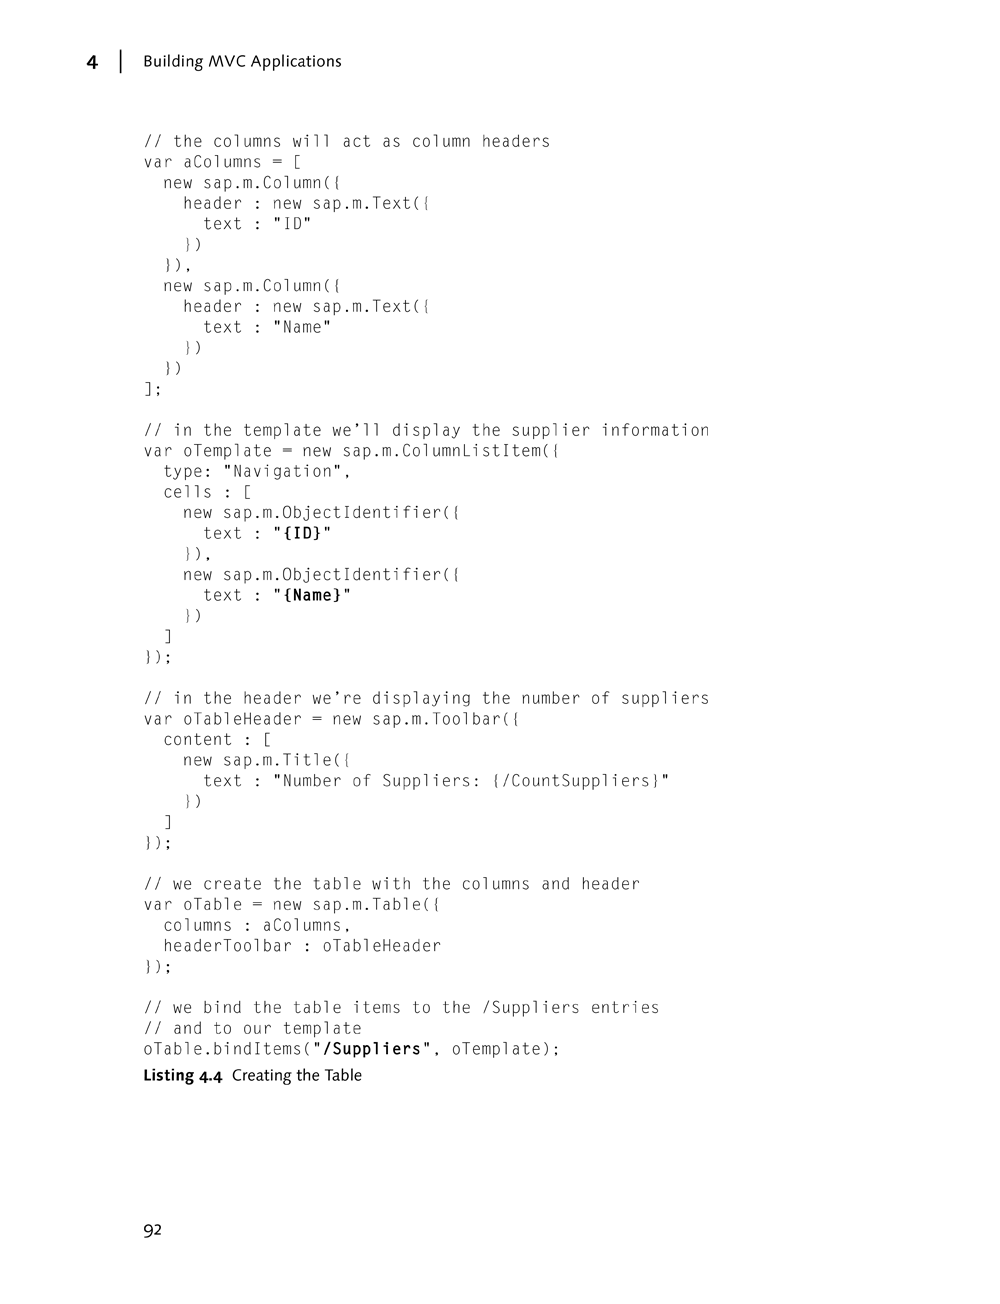 4 | Building MVC Applications
// the columns will act as column headers
var aColumns = [
  new sap.m.Column({
    header : new sap.m.Text({
      text : "ID"
    })
  }),
  new sap.m.Column({
    header : new sap.m.Text({
      text : "Name"
    })
  })
];
// in the template we'll display the supplier information
var oTemplate = new sap.m.ColumnListItem({
  type: "Navigation",
  cells : [
    new sap.m.ObjectIdentifier({
      text : "{ID}"
    }),
    new sap.m.ObjectIdentifier({
      text : "{Name}"
    })
  ]
});
// in the header we're displaying the number of suppliers
var oTableHeader = new sap.m.Toolbar({
  content : [
    new sap.m.Title({
      text : "Number of Suppliers: {/CountSuppliers}"
    })
  ]
});
// we create the table with the columns and header
var oTable = new sap.m.Table({
  columns : aColumns,
  headerToolbar : oTableHeader
});
// we bind the table items to the /Suppliers entries
// and to our template
oTable.bindItems("/Suppliers", oTemplate);
Listing 4.4 Creating the Table
92